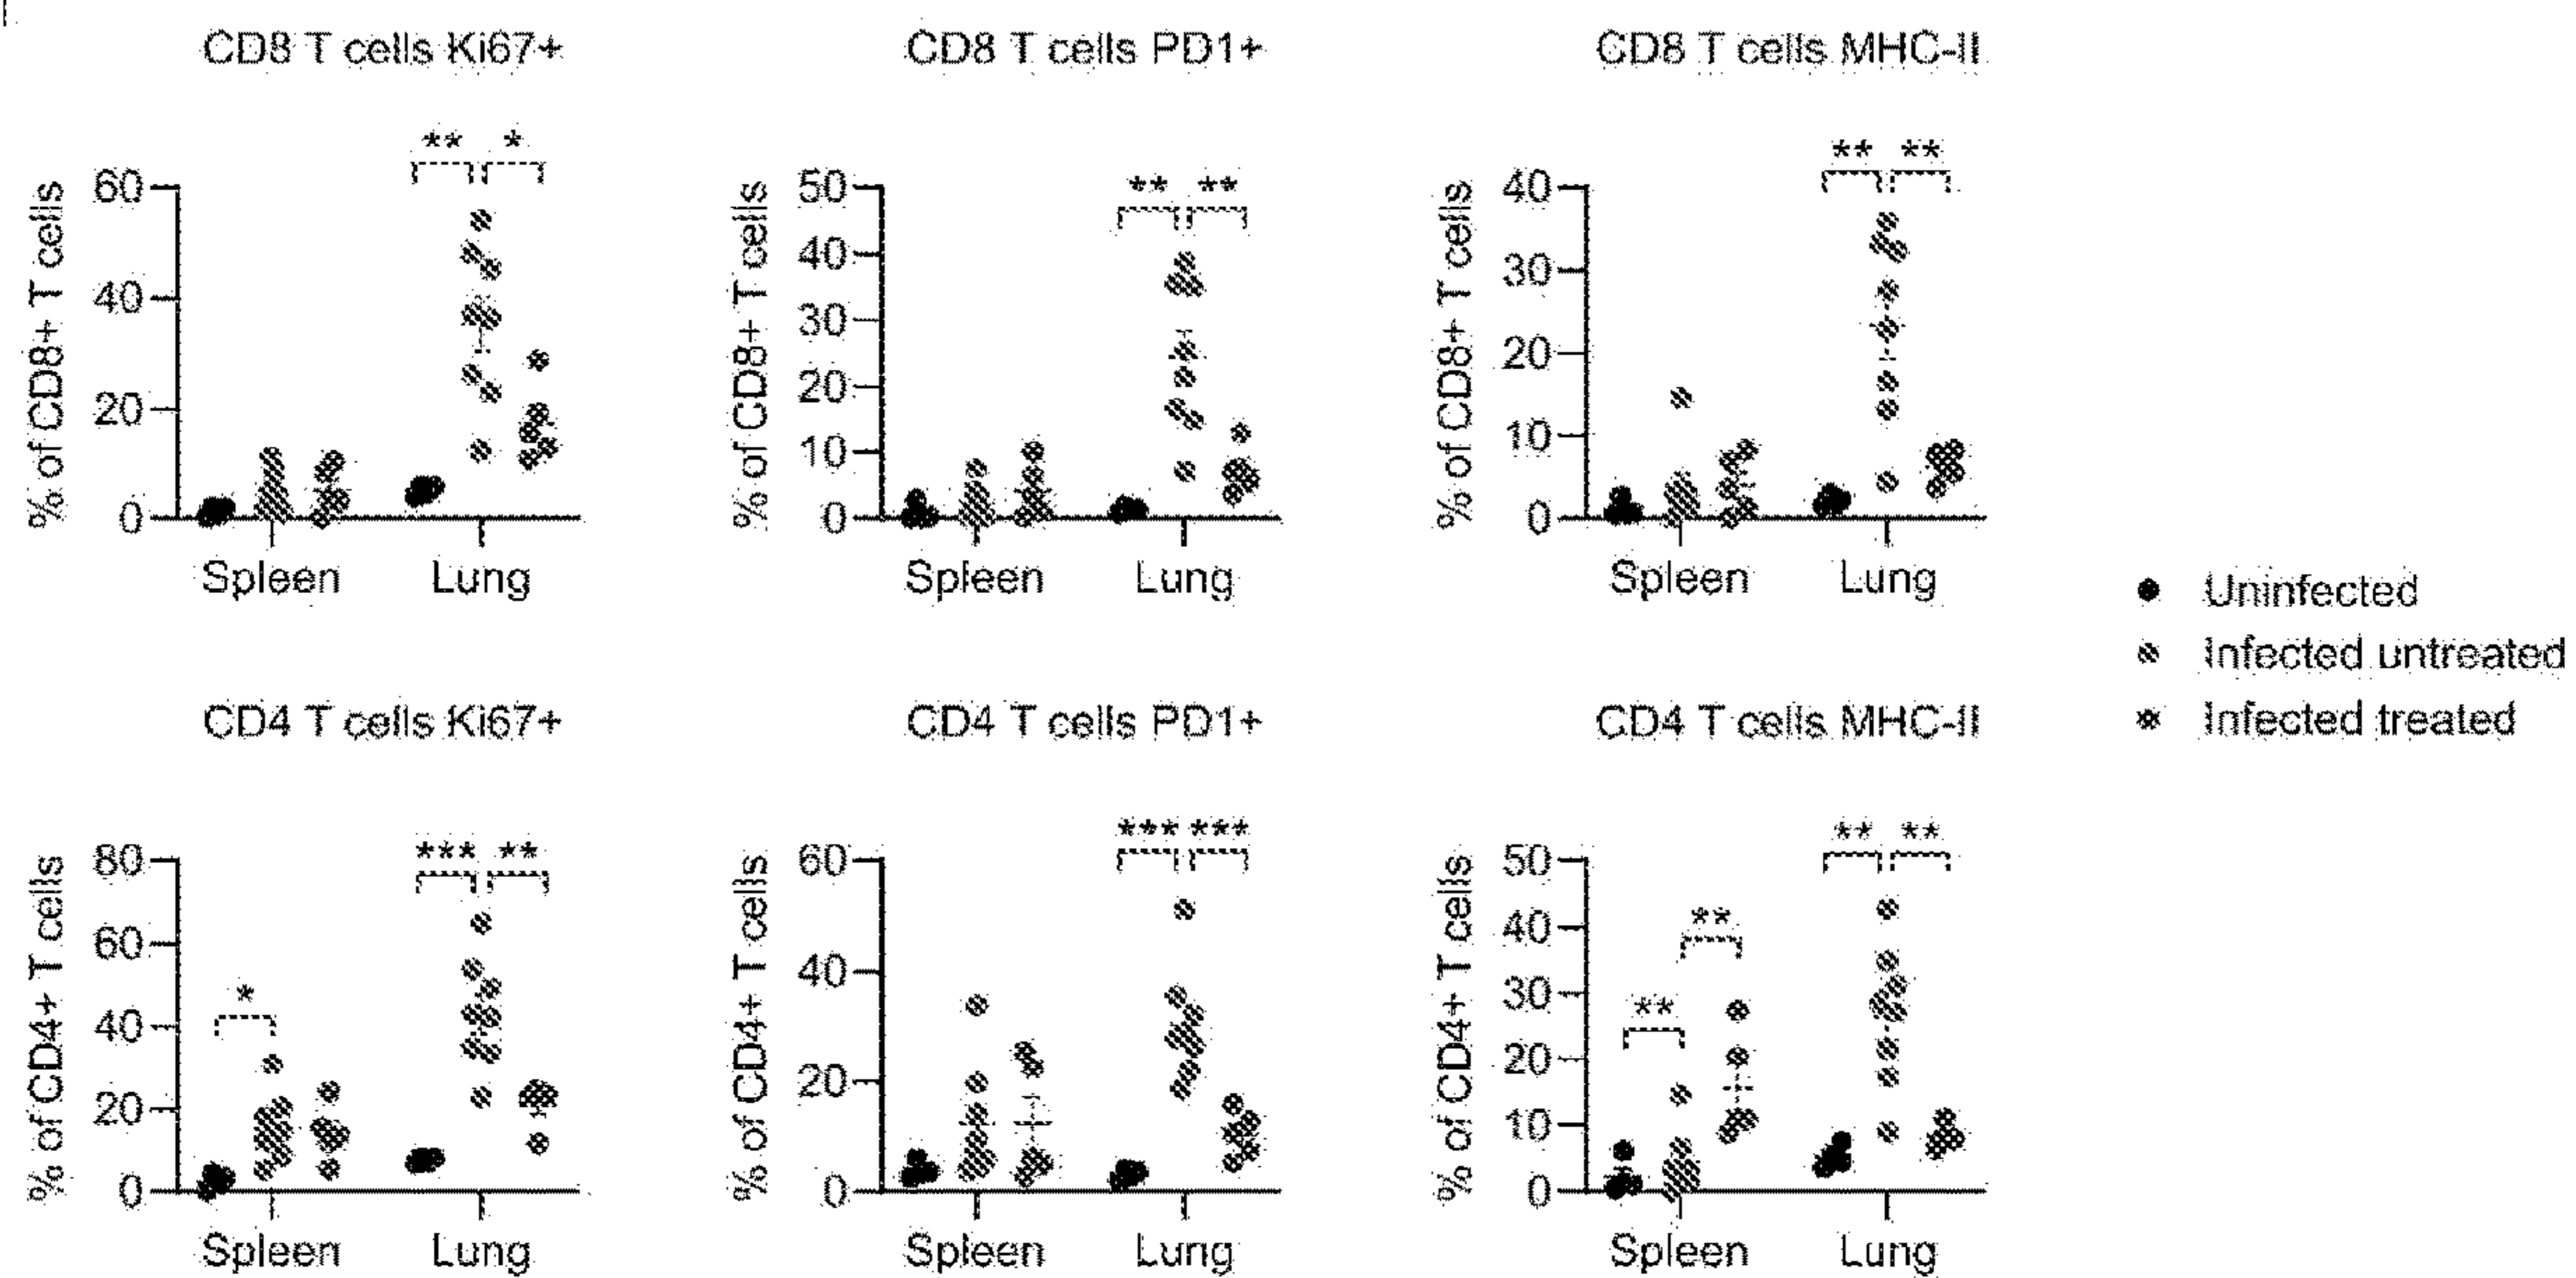 CD8 T cells Ki67+
% of CD8+ T cells
60
40
20
0
** *
Spleen Lung
CD8 T cells PD1+
% of CD8+ T cells
50
40
30
20
10
0
** **
Spleen Lung
CD8 T cells MHC-II
% of CD8+ T cells
40
30
20
10
0
** **
Spleen Lung
Uninfected
Infected untreated
Infected treated
CD4 T cells Ki67+
% of CD4+ T cells
80
60
40
20
0
*
*** **
Spleen Lung
CD4 T cells PD1+
% of CD4+ T cells
60
40
20
0
*** ***
Spleen Lung
CD4 T cells MHC-II
% of CD4+ T cells
50
40
30
20
10
0
**
**
** **
Spleen Lung